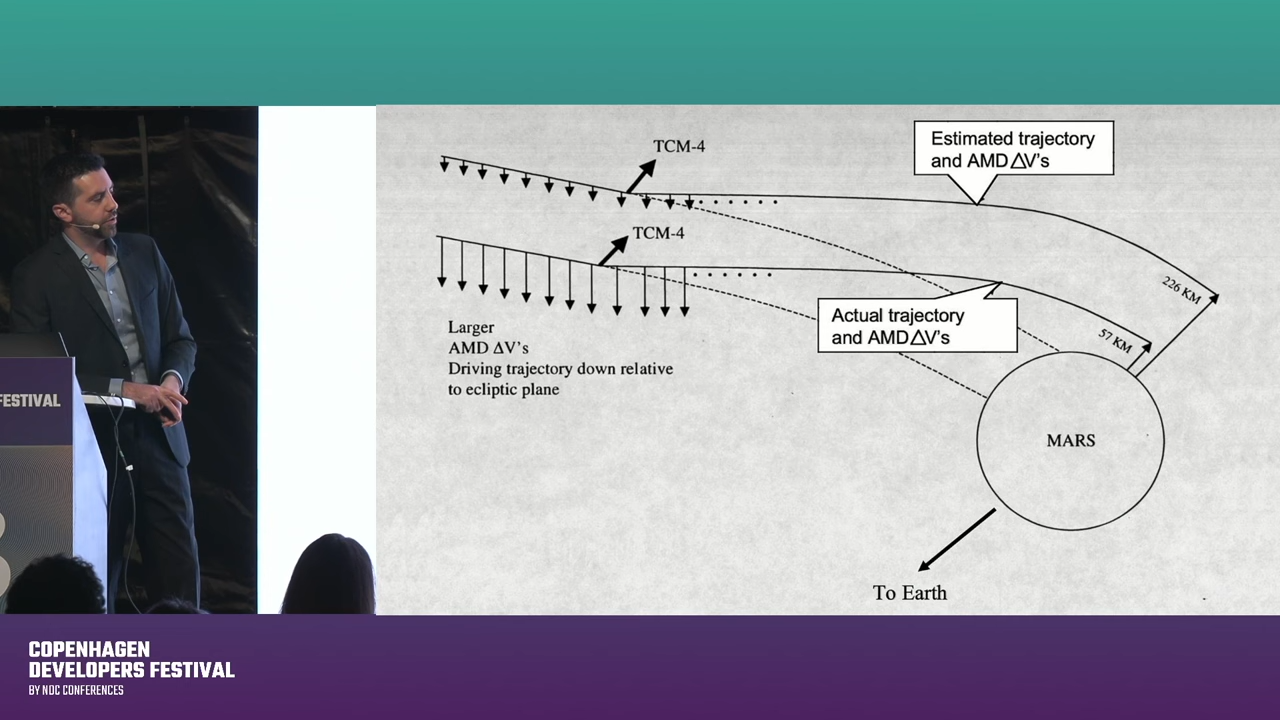 TCM-4
Estimated trajectory
and AMD △V's
TCM-4
226 KM
Actual trajectory
and AMD△V's
57 KM
Larger
AMD ΔV's
Driving trajectory down relative
to ecliptic plane
MARS
To Earth
FESTIVAL
COPENHAGEN
DEVELOPERS FESTIVAL
BY NDC CONFERENCES